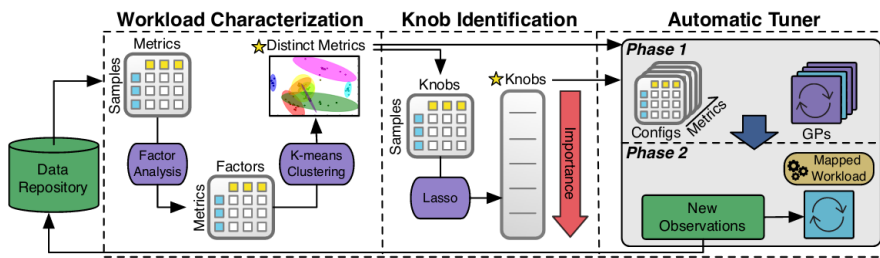 Workload Characterization
Knob Identification
Automatic Tuner
Metrics
Samples
Distinct Metrics
Factor
Analysis
K-means
Clustering
Factors
Metrics
Data
Repository
Knobs
Samples
Lasso
Knobs
Importance
Phase 1
Configs
Metrics
GPs
Phase 2
Mapped
Workload
New
Observations